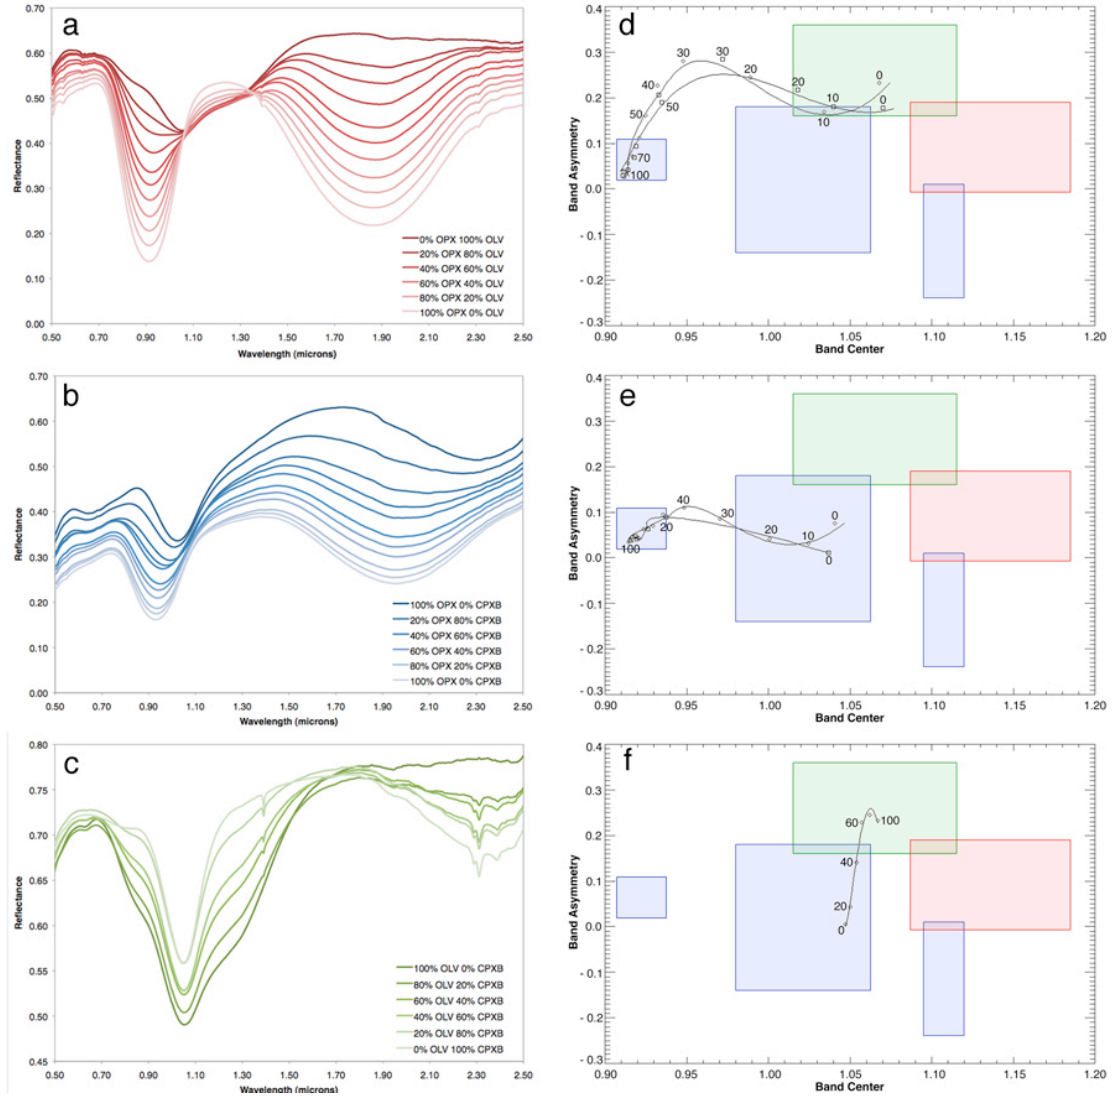 a
0.70
0.60
0.50
0.40
0.30
0.20
0.10
0.00
Reflectance
0% OPX 100% OLV
20% OPX 80% OLV
40% OPX 60% OLV
60% OPX 40% OLV
80% OPX 20% OLV
100% OPX 0% OLV
0.50 0.70 0.90 1.10 1.30 1.50 1.70 1.90 2.10 2.30 2.50
Wavelength (microns)
d
0.4
0.3
0.2
0.1
0.0
- 0.1
- 0.2
- 0.3
Band Asymmetry
30 30
20
40 20 0
50 10 0
50
10
70
100
0.90 0.95 1.00 1.05 1.10 1.15 1.20
Band Center
b
0.70
0.60
0.50
0.40
0.30
0.20
0.10
0.00
Reflectance
100% OPX 0% CPXB
20% OPX 80% CPXB
40% OPX 60% CPXB
60% OPX 40% CPXB
80% OPX 20% CPXB
100% OPX 0% CPXB
0.50 0.70 0.90 1.10 1.30 1.50 1.70 1.90 2.10 2.30 2.50
Wavelength (microns)
e
0.4
0.3
0.2
0.1
0.0
- 0.1
- 0.2
- 0.3
Band Asymmetry
40
30 0
20 20 10
100 0
0.90 0.95 1.00 1.05 1.10 1.15 1.20
Band Center
c
0.80
0.75
0.70
0.65
0.60
0.55
0.50
0.45
Reflectance
100% OLV 0% CPXB
80% OLV 20% CPXB
60% OLV 40% CPXB
40% OLV 60% CPXB
20% OLV 80% CPXB
0% OLV 100% CPXB
0.50 0.70 0.90 1.10 1.30 1.50 1.70 1.90 2.10 2.30 2.50
Wavelength (microns)
f
0.4
0.3
0.2
0.1
0.0
- 0.1
- 0.2
- 0.3
Band Asymmetry
60 100
40
20
0
0.90 0.95 1.00 1.05 1.10 1.15 1.20
Band Center